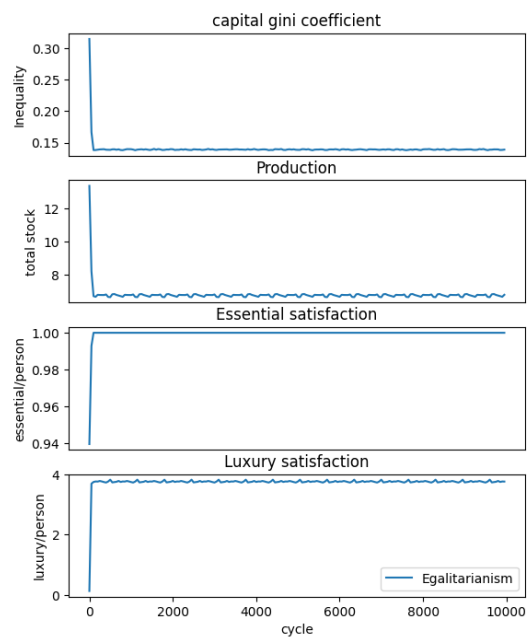 capital gini coefficient
0.30
0.25
0.20
0.15
Inequality
Production
12
10
8
total stock
Essential satisfaction
1.00
0.98
0.96
0.94
essential/person
Luxury satisfaction
4
2
0
luxury/person
Egalitarianism
0 2000 4000 6000 8000 10000
cycle